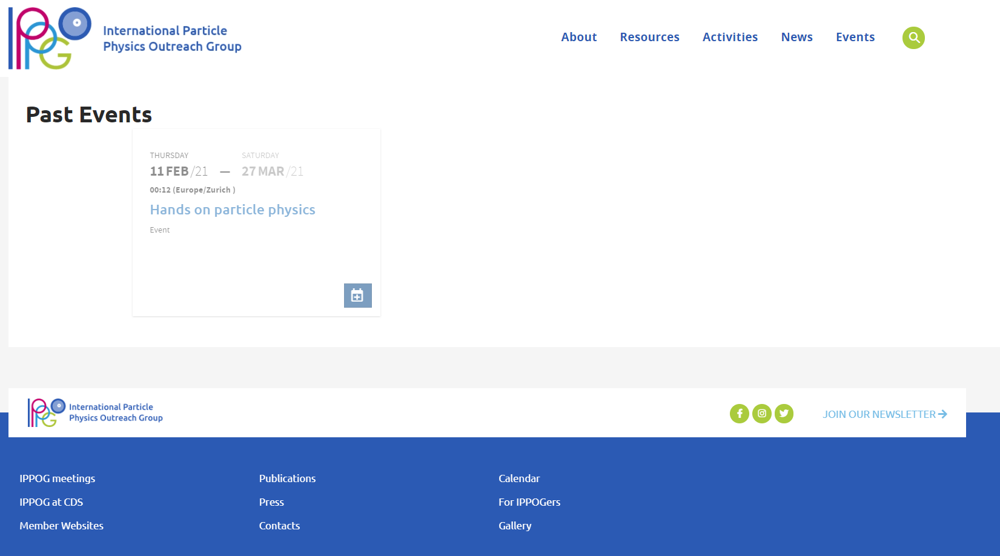 IPPOG
International Particle
Physics Outreach Group
About Resources Activities News Events
Past Events
THURSDAY SATURDAY
11 FEB /21 — 27 MAR /21
00:12 (Europe/Zurich )
Hands on particle physics
Event
IPPOG
International Particle
Physics Outreach Group
JOIN OUR NEWSLETTER
IPPOG meetings Publications Calendar
IPPOG at CDS Press For IPPOGers
Member Websites Contacts Gallery